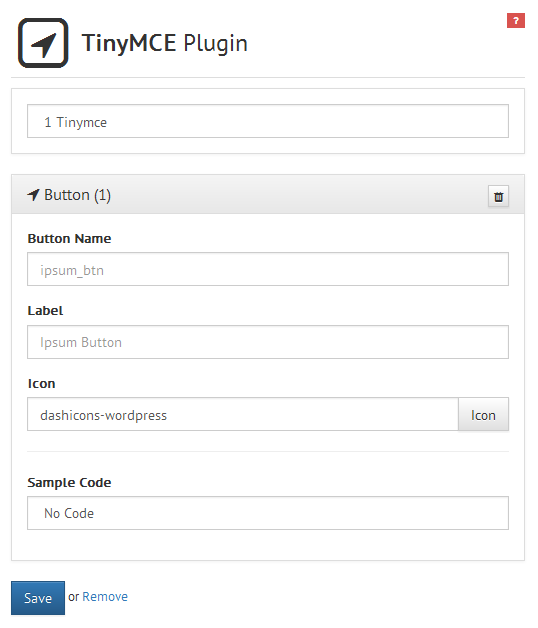 ?
TinyMCE Plugin
1 Tinymce
Button (1)
Button Name
ipsum_btn
Label
Ipsum Button
Icon
dashicons-wordpress Icon
Sample Code
No Code
Save or Remove